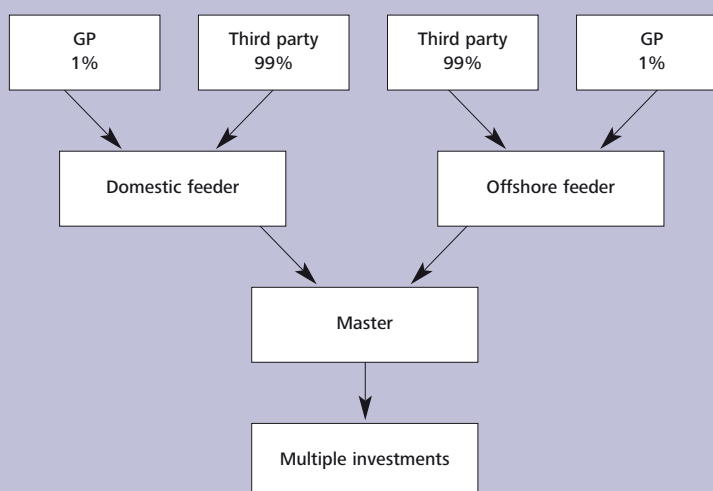 GP
1%
Third party
99%
Third party
99%
GP
1%
Domestic feeder
Offshore feeder
Master
Multiple investments